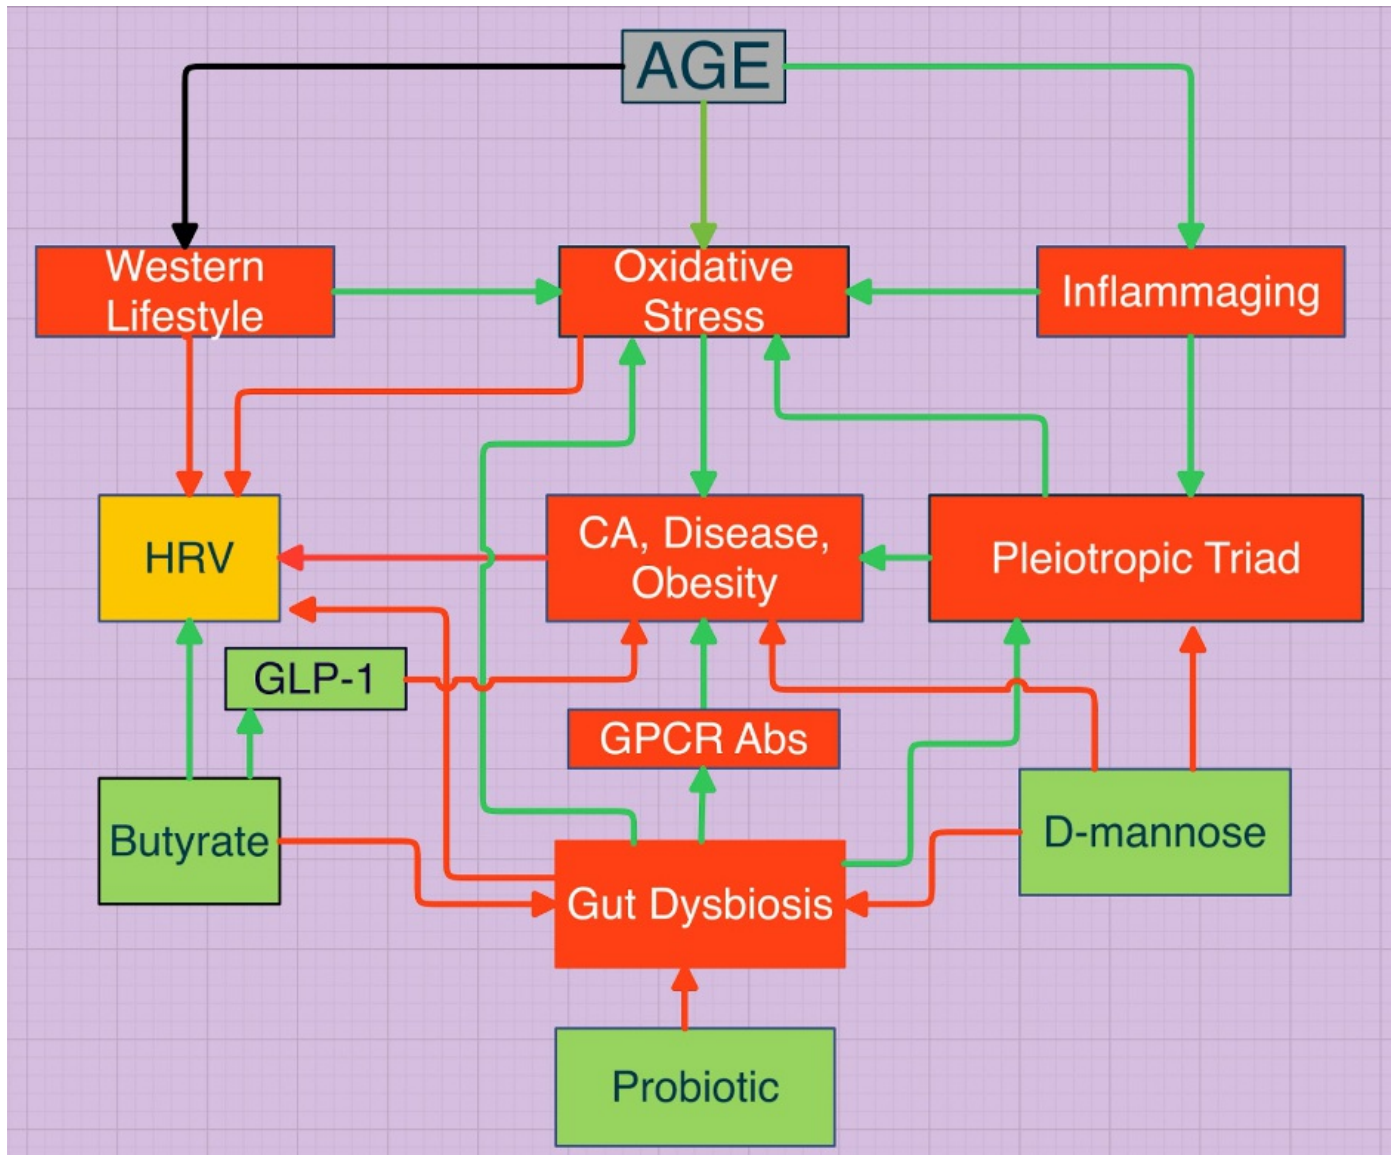 AGE
Western
Lifestyle
Oxidative
Stress
Inflammaging
HRV
CA, Disease,
Obesity
Pleiotropic Triad
GLP-1
GPCR Abs
Butyrate
D-mannose
Gut Dysbiosis
Probiotic